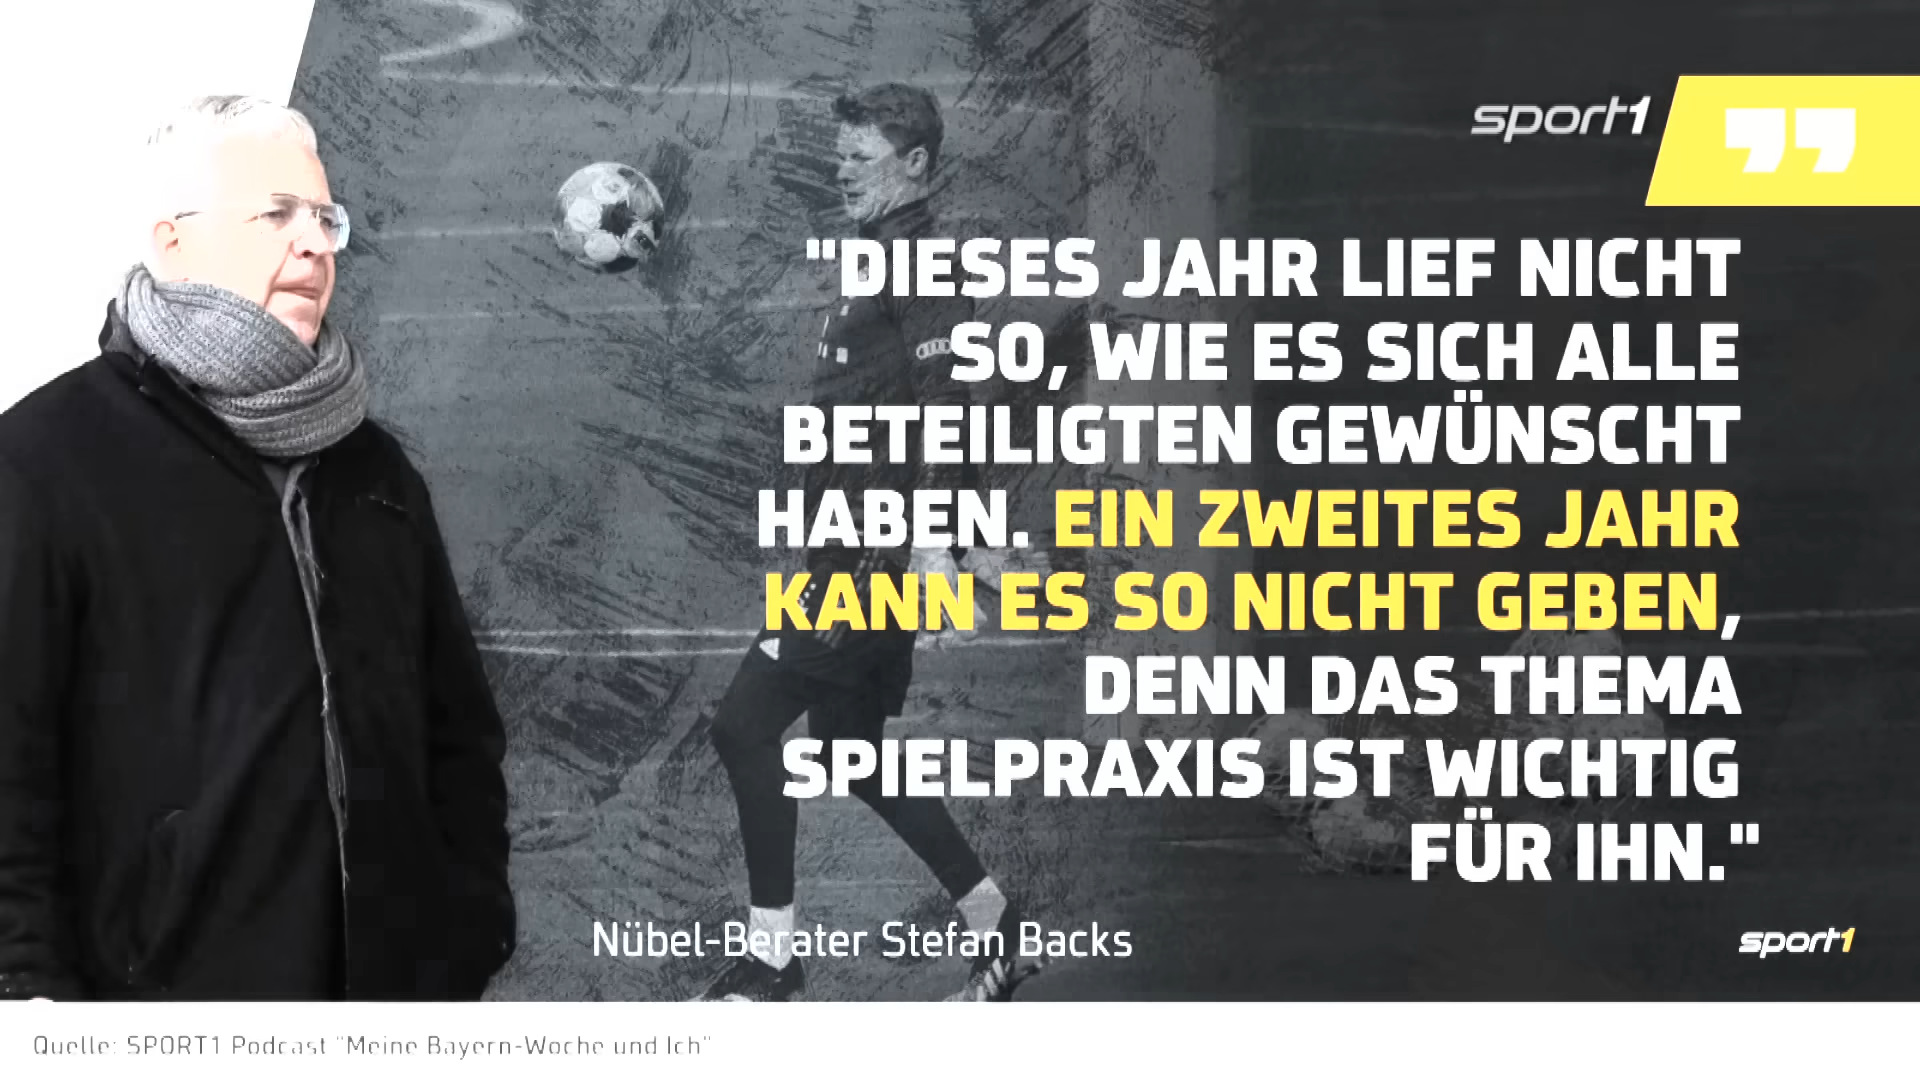 sport1
"DIESES JAHR LIEF NICHT
SO, WIE ES SICH ALLE
BETEILIGTEN GEWÜNSCHT
HABEN. EIN ZWEITES JAHR
KANN ES SO NICHT GEBEN,
DENN DAS THEMA
SPIELPRAXIS IST WICHTIG
FÜR IHN."
Nübel-Berater Stefan Backs
sport1
Quelle: SPORT1 Podcast "Meine Bayern-Woche und Ich"